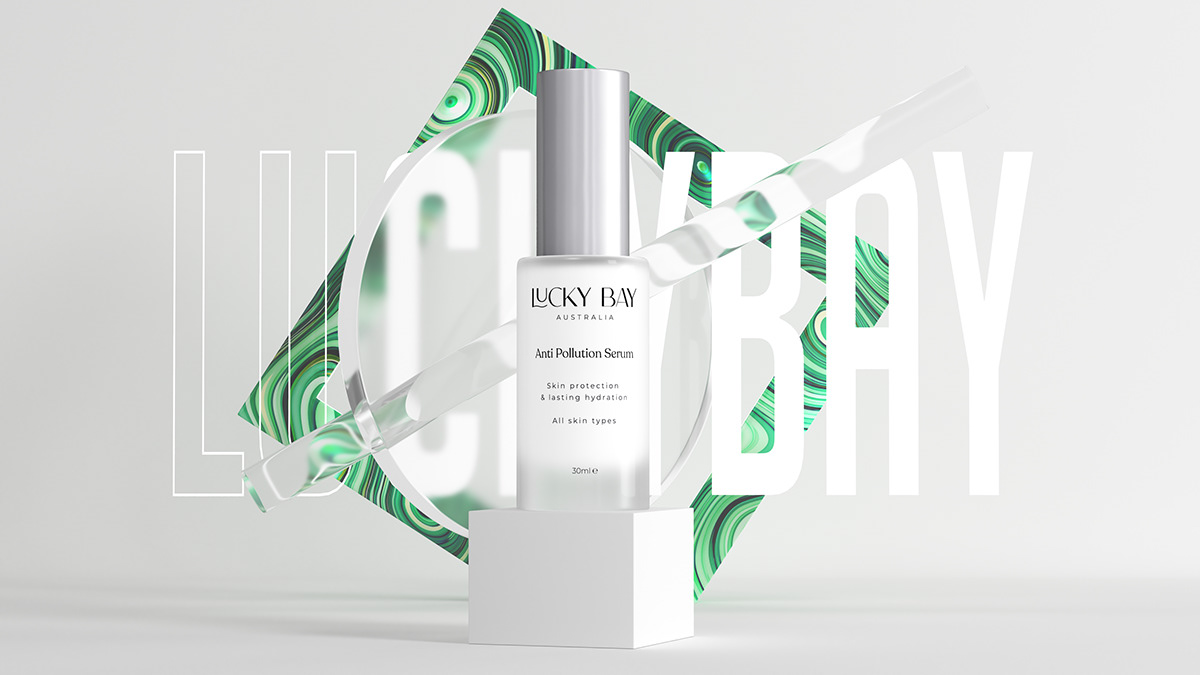 LUCKY BAY
LUCKY BAY
AUSTRALIA
Anti Pollution Serum
Skin protection
& lasting hydration
All skin types
30ml ℮